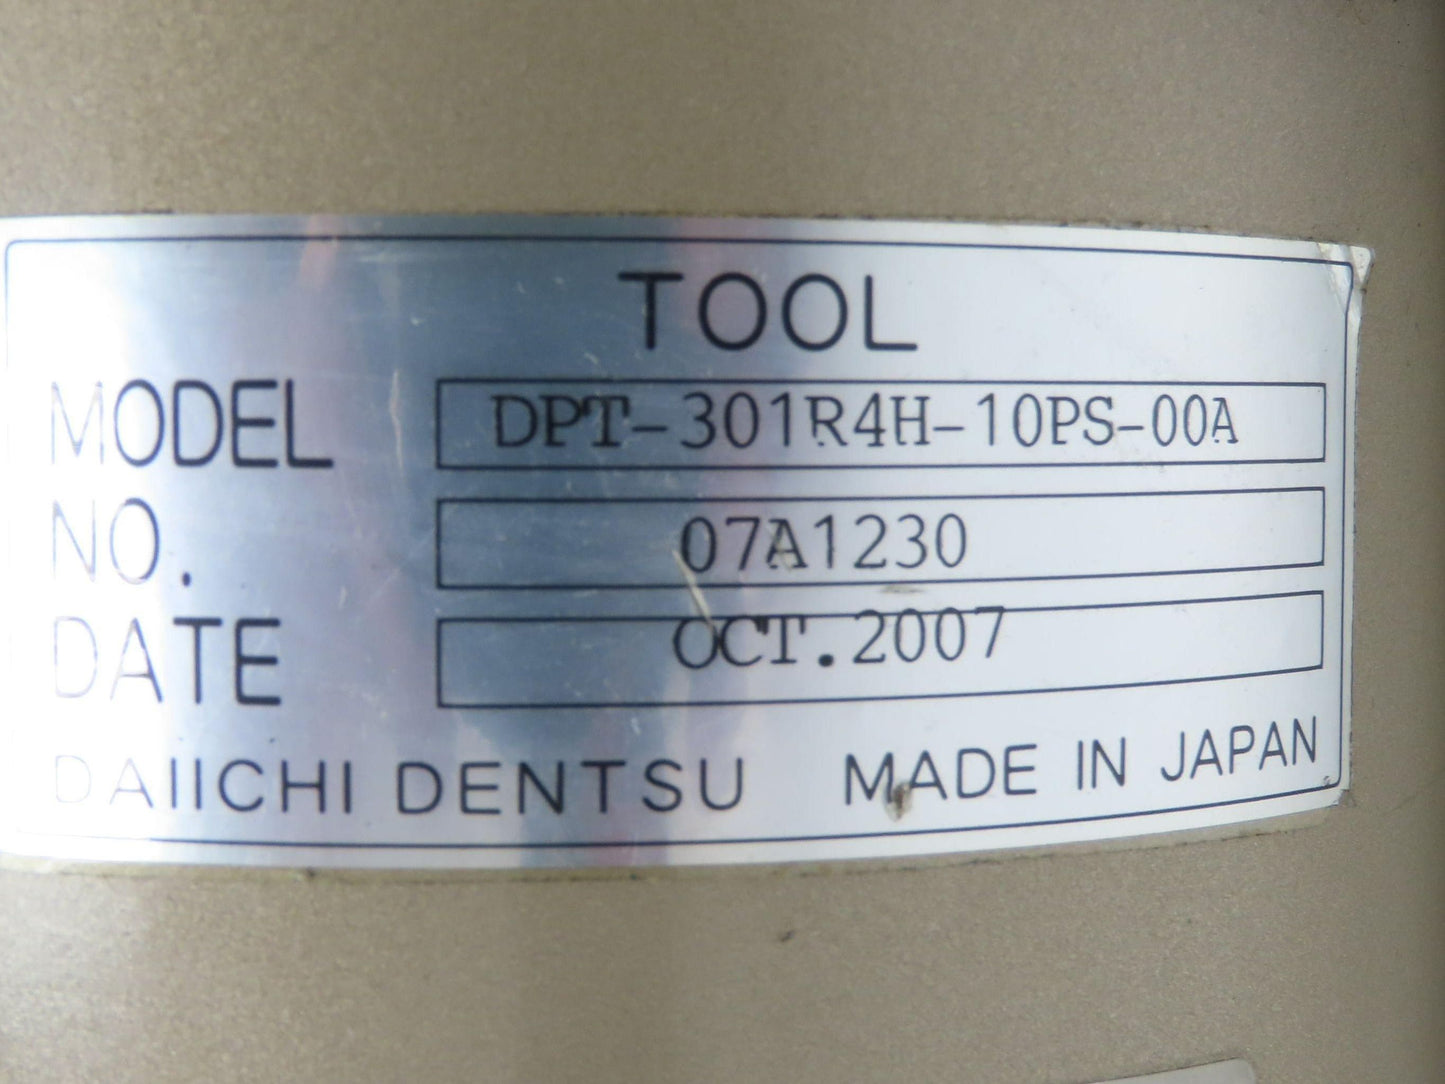 TOOL
MODEL DPT-301R4H-10PS-00A
NO. 07A1230
DATE OCT.2007
DAIICHI DENTSU MADE IN JAPAN